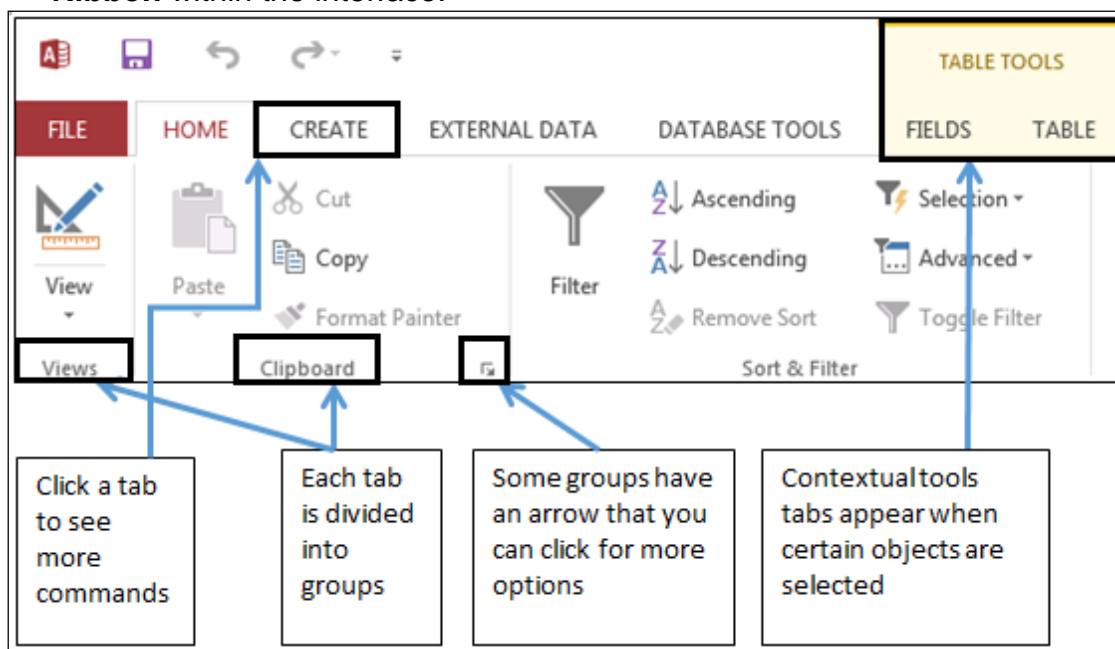 Ribbon within the interface.
TABLE TOOLS
FILE HOME CREATE EXTERNAL DATA DATABASE TOOLS FIELDS TABLE
Cut
Ascending
Selection
Copy
Descending
Advanced
View
Paste
Filter
Format Painter
Remove Sort
Toggle Filter
Views
Clipboard
Sort & Filter
Click a tab
to see
more
commands
Each tab
is divided
into
groups
Some groups have
an arrow that you
can click for more
options
Contextual tools
tabs appear when
certain objects are
selected